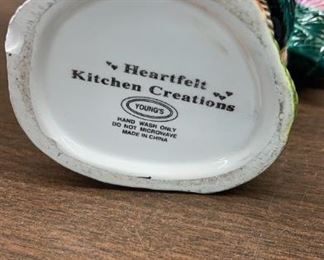 Heartfelt
Kitchen Creations
YOUNG'S
HAND WASH ONLY
DO NOT MICROWAVE
MADE IN CHINA